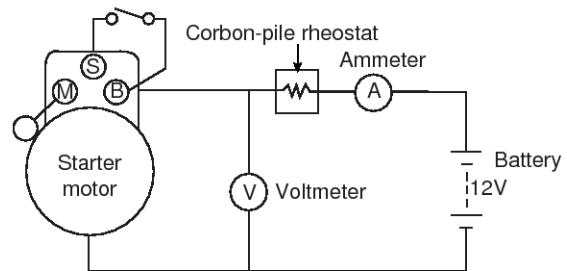 Corbon-pile rheostat
Ammeter
S
M
B
A
Starter
motor
V
Voltmeter
Battery
12V